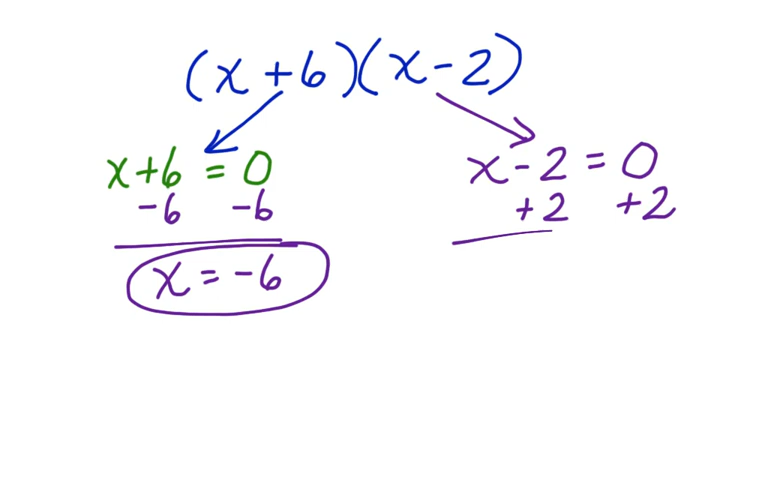 (x + 6)(x - 2)
x + 6 = 0
- 6 - 6
x = - 6
x - 2 = 0
+ 2 + 2